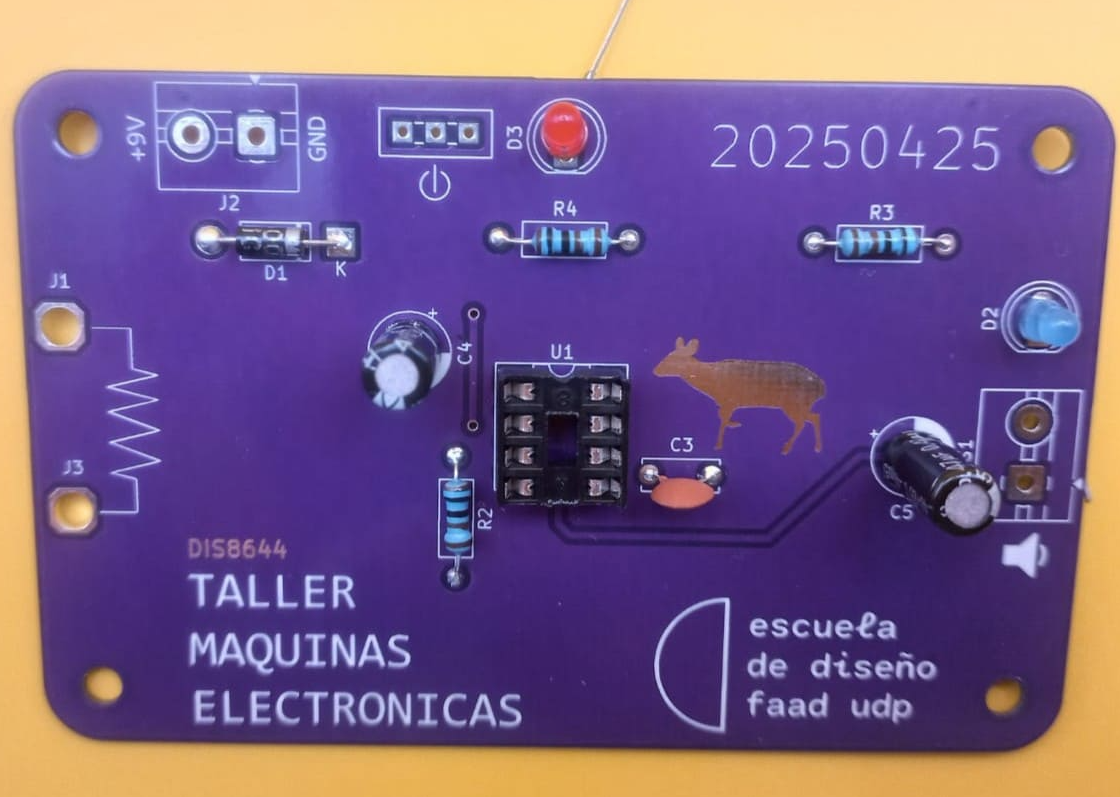 +9V
GND
J2
D3
20250425
D1
K
R4
R3
J1
D2
C4
U1
J3
C3
R2
C5
DIS8644
TALLER
MAQUINAS
ELECTRONICAS
escuela
de diseño
faad udp